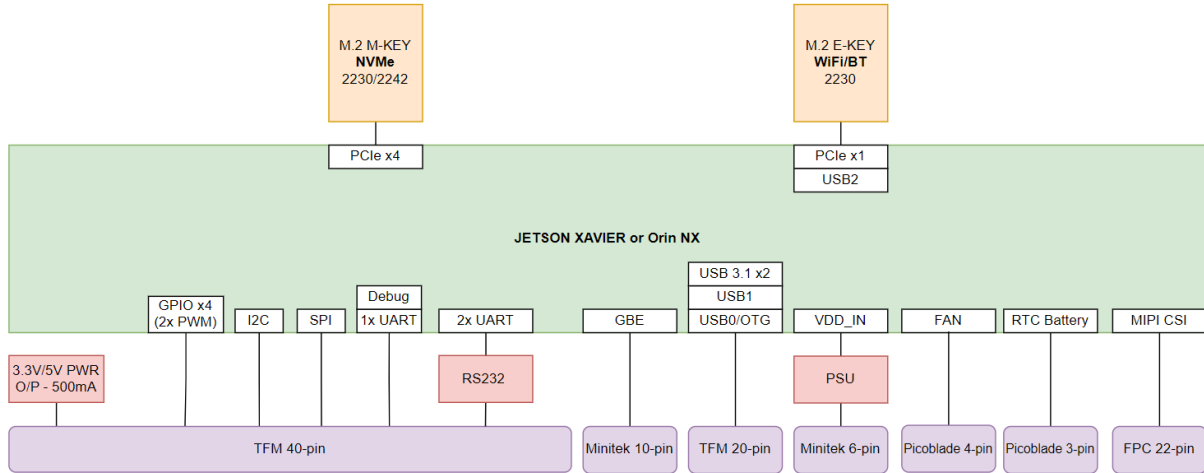 M.2 M-KEY
NVMe
2230/2242
M.2 E-KEY
WiFi/BT
2230
PCIe x4
PCIe x1
USB2
JETSON XAVIER or Orin NX
GPIO x4
(2x PWM)
I2C
SPI
Debug
1x UART
2x UART
GBE
USB 3.1 x2
USB1
USB0/OTG
VDD_IN
FAN
RTC Battery
MIPI CSI
3.3V/5V PWR
O/P - 500mA
RS232
PSU
TFM 40-pin
Minitek 10-pin
TFM 20-pin
Minitek 6-pin
Picoblade 4-pin
Picoblade 3-pin
FPC 22-pin